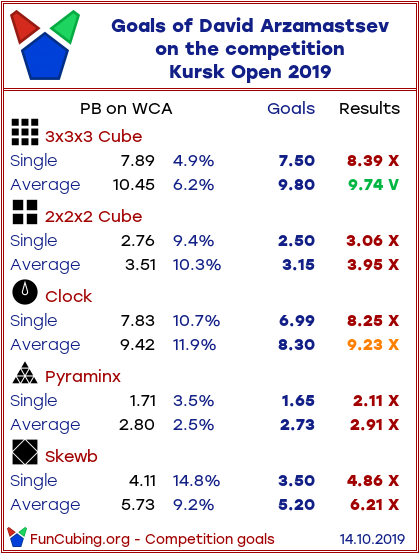 Goals of David Arzamastsev
on the competition
Kursk Open 2019
PB on WCA Goals Results
3x3x3 Cube
Single 7.89 4.9% 7.50 8.39 X
Average 10.45 6.2% 9.80 9.74 V
2x2x2 Cube
Single 2.76 9.4% 2.50 3.06 X
Average 3.51 10.3% 3.15 3.95 X
Clock
Single 7.83 10.7% 6.99 8.25 X
Average 9.42 11.9% 8.30 9.23 X
Pyraminx
Single 1.71 3.5% 1.65 2.11 X
Average 2.80 2.5% 2.73 2.91 X
Skewb
Single 4.11 14.8% 3.50 4.86 X
Average 5.73 9.2% 5.20 6.21 X
FunCubing.org - Competition goals 14.10.2019